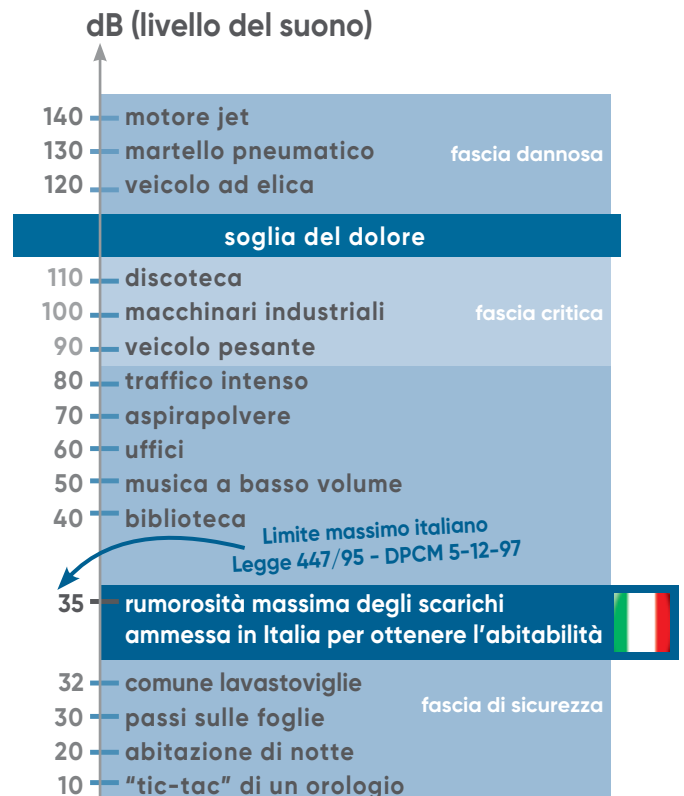 dB (livello del suono)
140 motore jet
130 martello pneumatico
fascia dannosa
120 veicolo ad elica
soglia del dolore
110 discoteca
100 macchinari industriali
fascia critica
90 veicolo pesante
80 traffico intenso
70 aspirapolvere
60 uffici
50 musica a basso volume
40 biblioteca
Limite massimo italiano
Legge 447/95 - DPCM 5-12-97
35 rumorosità massima degli scarichi
ammessa in Italia per ottenere l'abitabilità
32 comune lavastoviglie
fascia di sicurezza
30 passi sulle foglie
20 abitazione di notte
10 “tic-tac” di un orologio